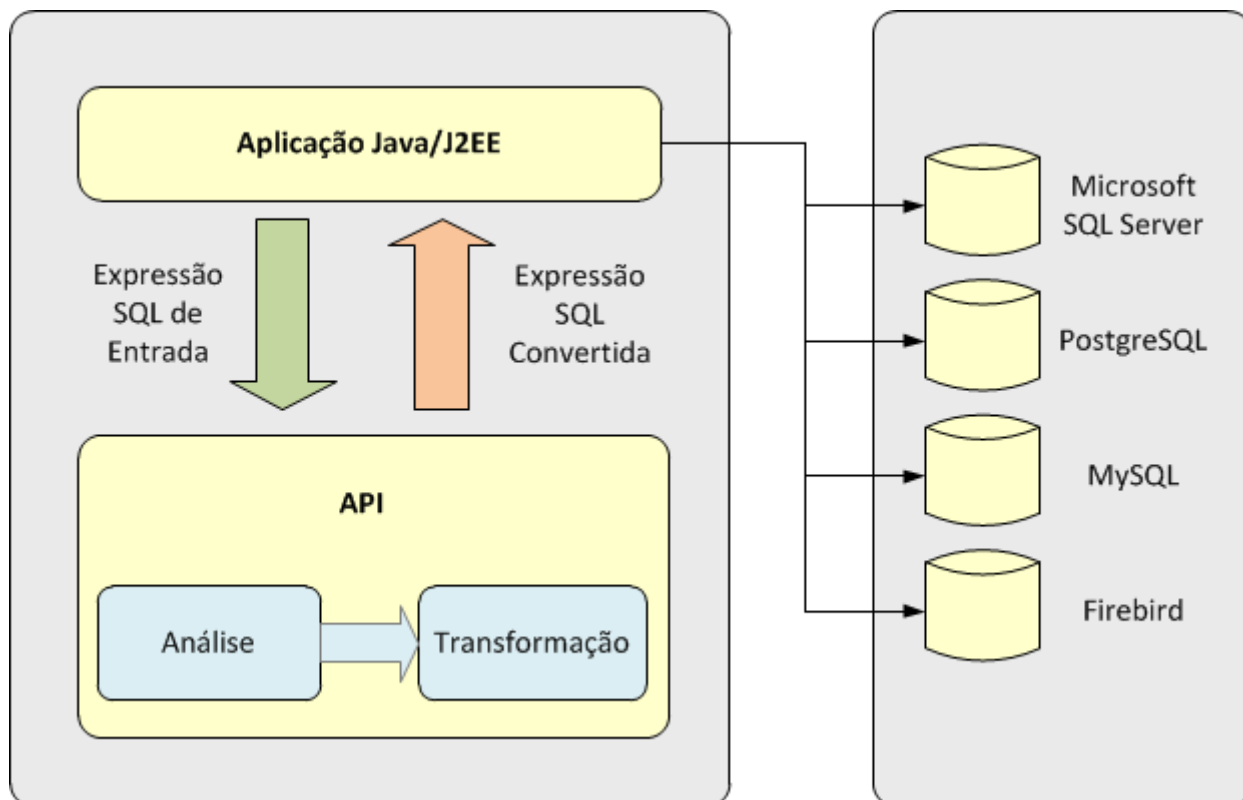 Aplicação Java/J2EE
Expressão
SQL de
Entrada
Expressão
SQL
Convertida
API
Análise
Transformação
Microsoft
SQL Server
PostgreSQL
MySQL
Firebird